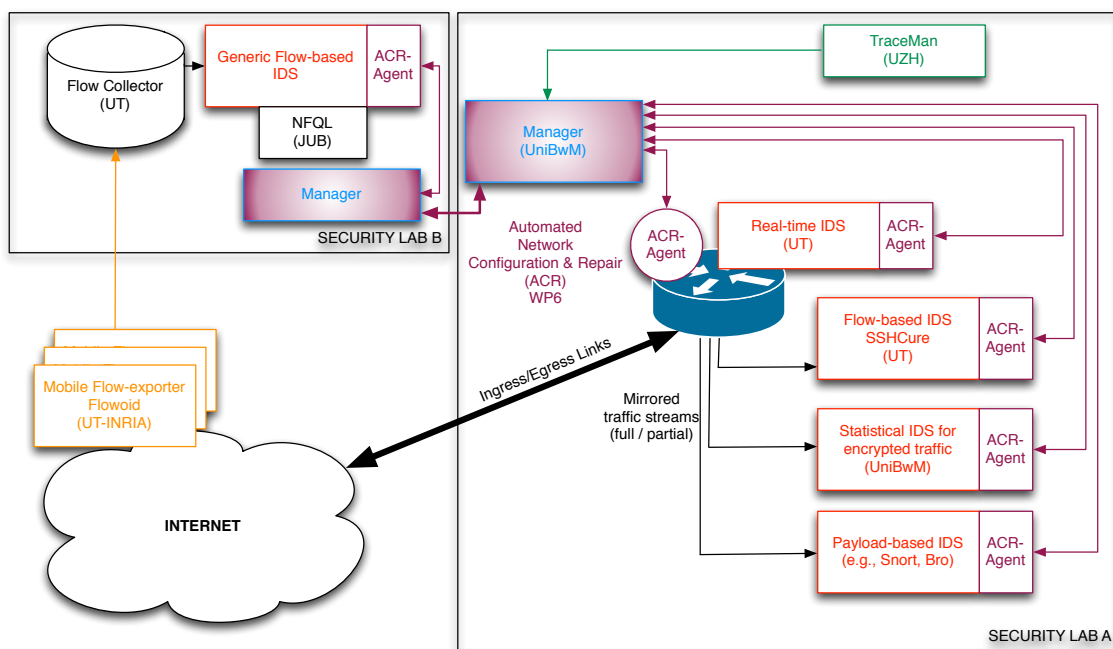 Flow Collector
(UT)
Generic Flow-based
IDS
ACR-
Agent
NFQL
(JUB)
Manager
SECURITY LAB B
TraceMan
(UZH)
Manager
(UniBwM)
Automated
Network
Configuration & Repair
(ACR)
WP6
ACR-
Agent
Real-time IDS
(UT)
ACR-
Agent
Flow-based IDS
SSHCure
(UT)
ACR-
Agent
Mobile Flow-exporter
Flowoid
(UT-INRIA)
Ingress/Egress Links
Mirrored
traffic streams
(full / partial)
Statistical IDS for
encrypted traffic
(UniBwM)
ACR-
Agent
INTERNET
Payload-based IDS
(e.g., Snort, Bro)
ACR-
Agent
SECURITY LAB A